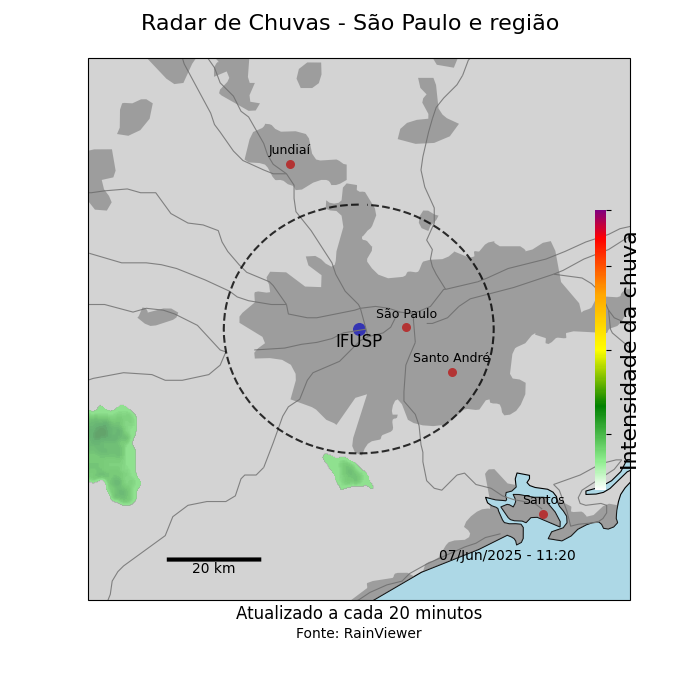 Radar de Chuvas - São Paulo e região
Jundiaí
São Paulo
IFUSP
Santo André
Intensidade da chuva
Santos
07/Jun/2025 - 11:20
20 km
Atualizado a cada 20 minutos
Fonte: RainViewer